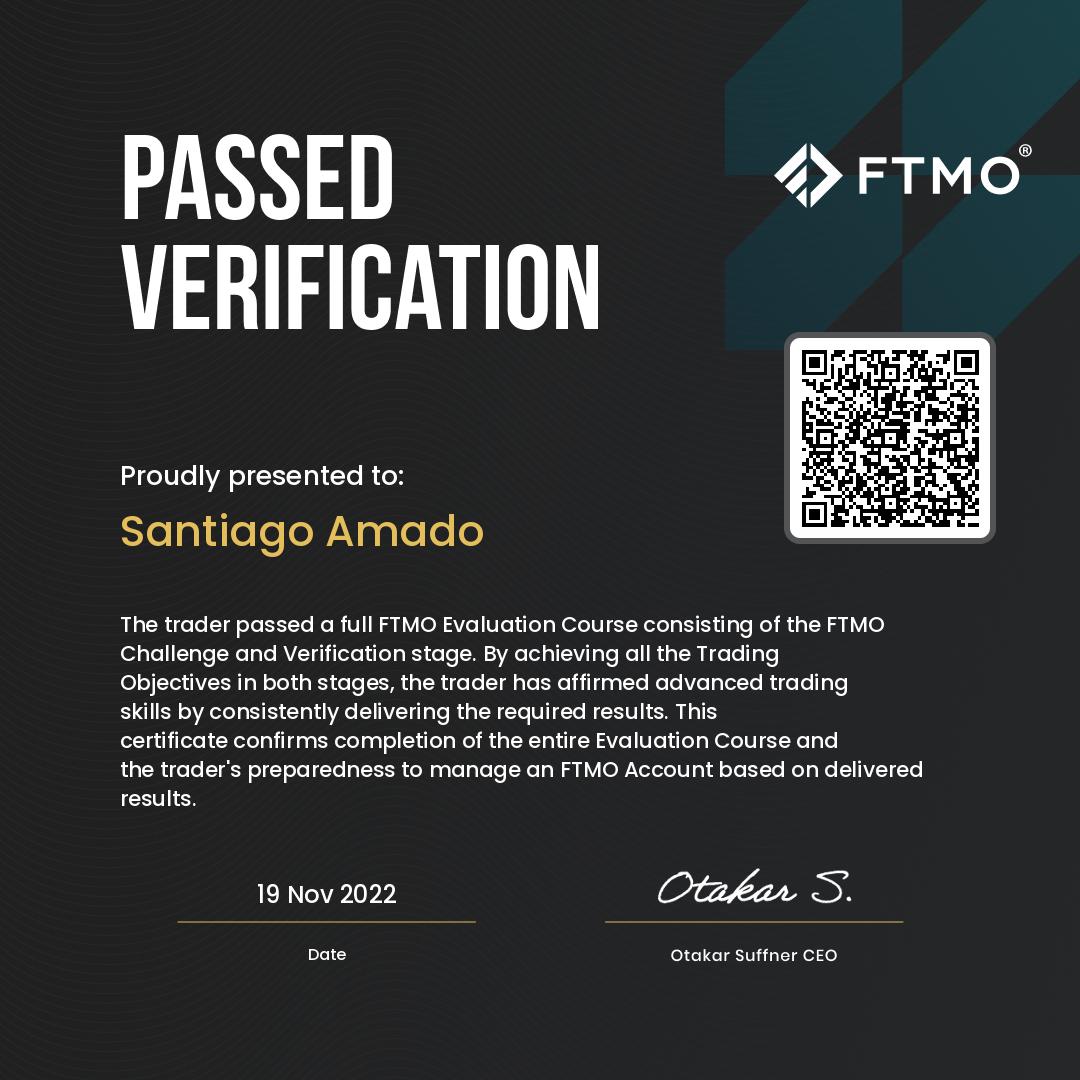 PASSED
VERIFICATION
FTMO®
Proudly presented to:
Santiago Amado
The trader passed a full FTMO Evaluation Course consisting of the FTMO
Challenge and Verification stage. By achieving all the Trading
Objectives in both stages, the trader has affirmed advanced trading
skills by consistently delivering the required results. This
certificate confirms completion of the entire Evaluation Course and
the trader's preparedness to manage an FTMO Account based on delivered
results.
19 Nov 2022
Otakar S.
Date
Otakar Suffner CEO